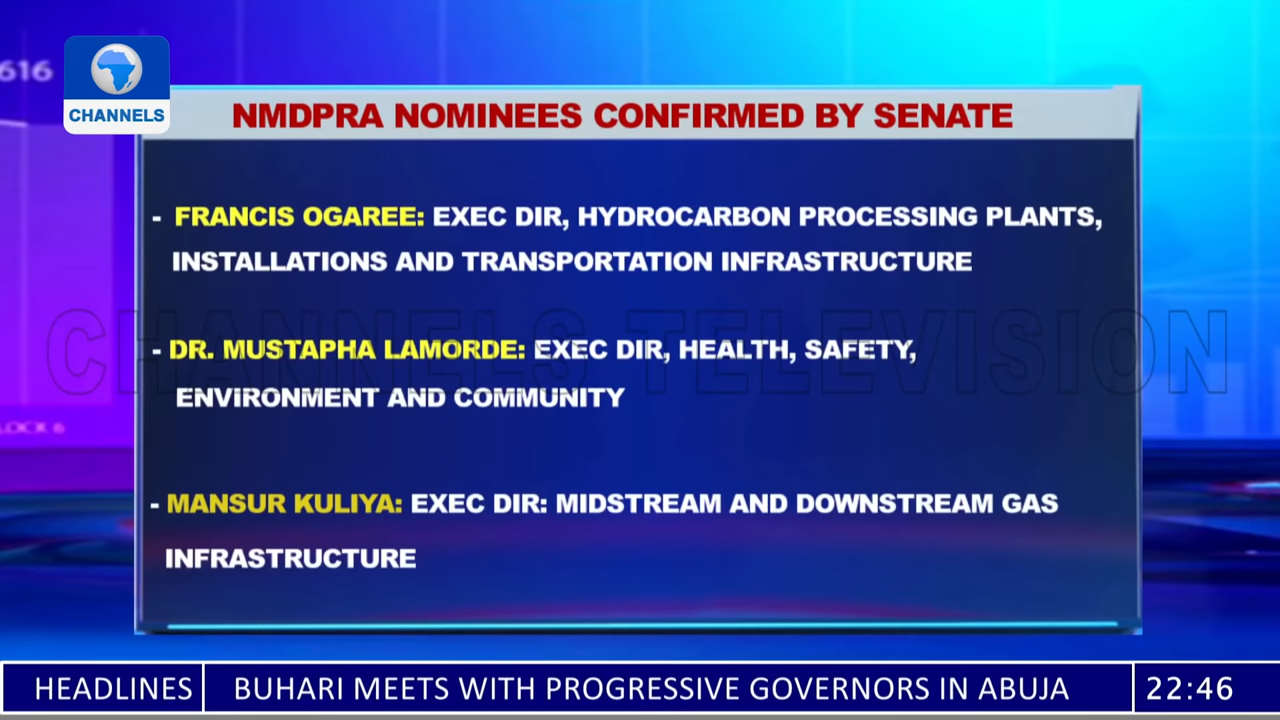 616
CHANNELS
NMDPRA NOMINEES CONFIRMED BY SENATE
- FRANCIS OGAREE: EXEC DIR, HYDROCARBON PROCESSING PLANTS,
INSTALLATIONS AND TRANSPORTATION INFRASTRUCTURE
CHANNELS TELEVISION
- DR. MUSTAPHA LAMORDE: EXEC DIR, HEALTH, SAFETY,
ENVIRONMENT AND COMMUNITY
LOCK 6
- MANSUR KULIYA: EXEC DIR: MIDSTREAM AND DOWNSTREAM GAS
INFRASTRUCTURE
HEADLINES BUHARI MEETS WITH PROGRESSIVE GOVERNORS IN ABUJA 22:46